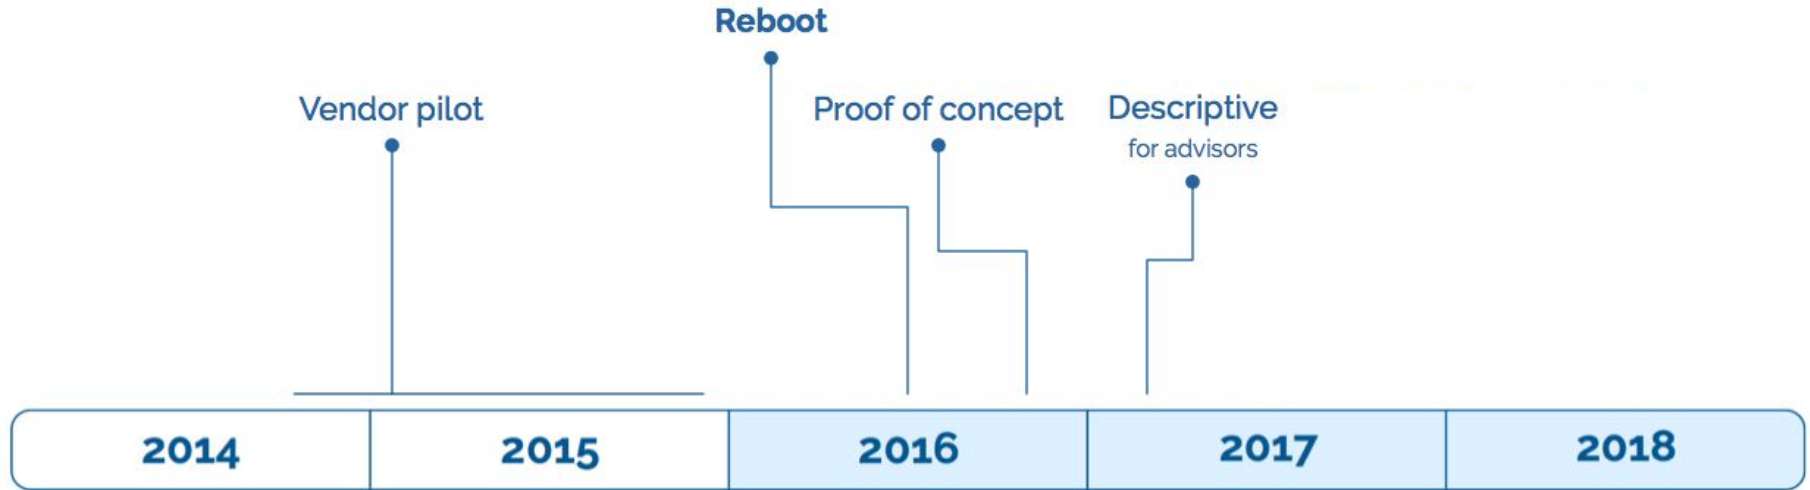 Reboot
Vendor pilot
Proof of concept
Descriptive
for advisors
2014
2015
2016
2017
2018